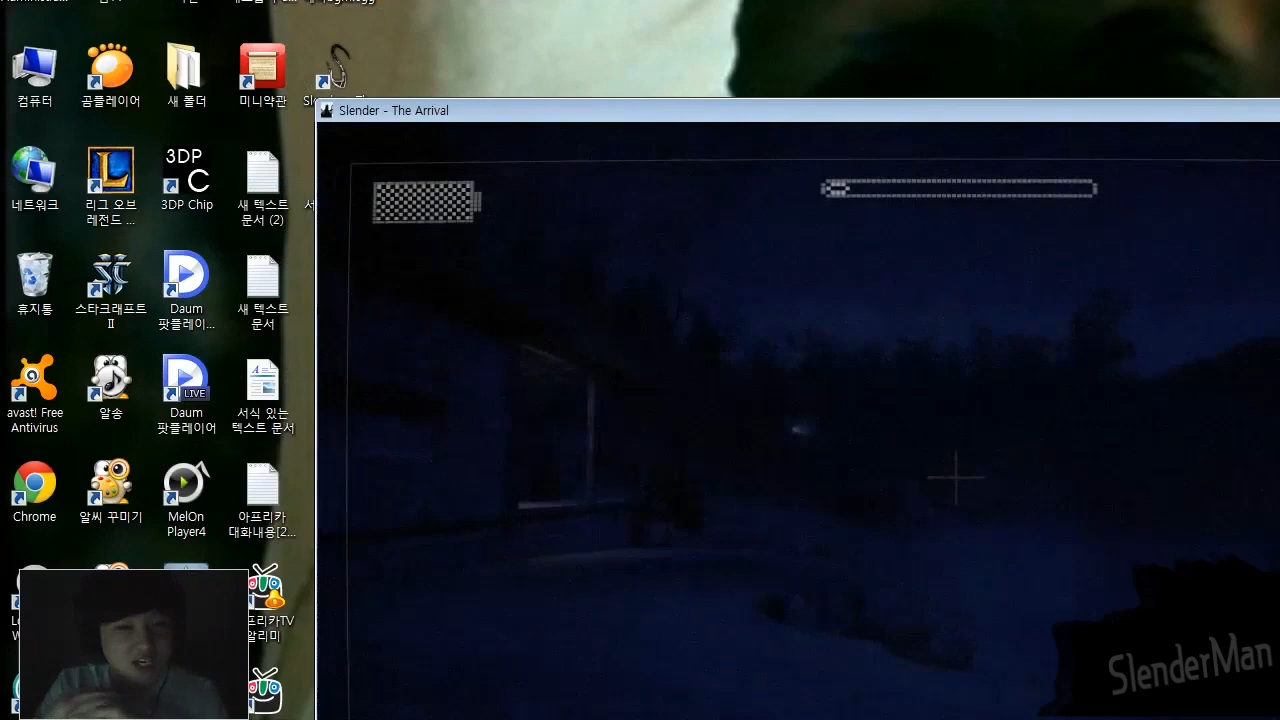 컴퓨터
곰플레이어
새 폴더
미니약관
Slender - The Arrival
네트워크
리그 오브
레전드 ...
3DP
C
3DP Chip
새 텍스트
문서 (2)
휴지통
스타크래프트
II
Daum
팟플레이...
새 텍스트
문서
avast! Free
Antivirus
알송
LIVE
Daum
팟플레이어
서식 있는
텍스트 문서
Chrome
알씨 꾸미기
MelOn
Player4
아프리카
대화내용[2...
프리카TV
알리미
SlenderMan